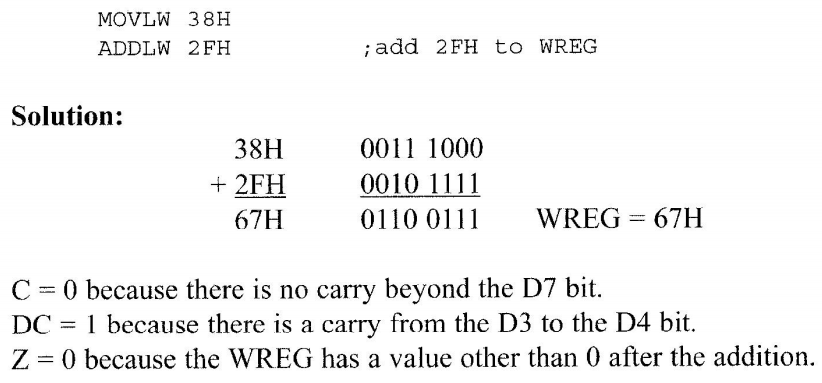 MOVLW 38H
ADDLW 2FH ;add 2FH to WREG
Solution:
38H 0011 1000
+ 2FH 0010 1111
67H 0110 0111 WREG = 67H
C = 0 because there is no carry beyond the D7 bit.
DC = 1 because there is a carry from the D3 to the D4 bit.
Z = 0 because the WREG has a value other than 0 after the addition.